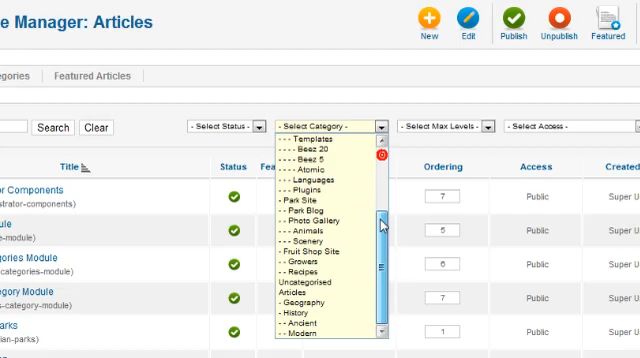 e Manager: Articles
New Edit Publish Unpublish Featured
egories Featured Articles
Search Clear - Select Status - - Select Category - - Select Max Levels - - Select Access -
- - - - Templates
- - - - Beez 20
- - - - Beez 5
- - - - Atomic
- - - - Languages
- - - - Plugins
- Park Site
- - Park Blog
- - Photo Gallery
- - - Animals
- - - Scenery
- Fruit Shop Site
- - Growers
- - Recipes
Uncategorised
Articles
- Geography
- History
- - Ancient
- - Modern
Title Status Fea Ordering Access Created
or Components 7 Public Super U
istrator-components)
ule 5 Public Super U
e-module)
gories Module 6 Public Super U
categories-module)
egory Module 7 Public Super U
s-category-module)
arks 1 Public Super U
ian-parks)